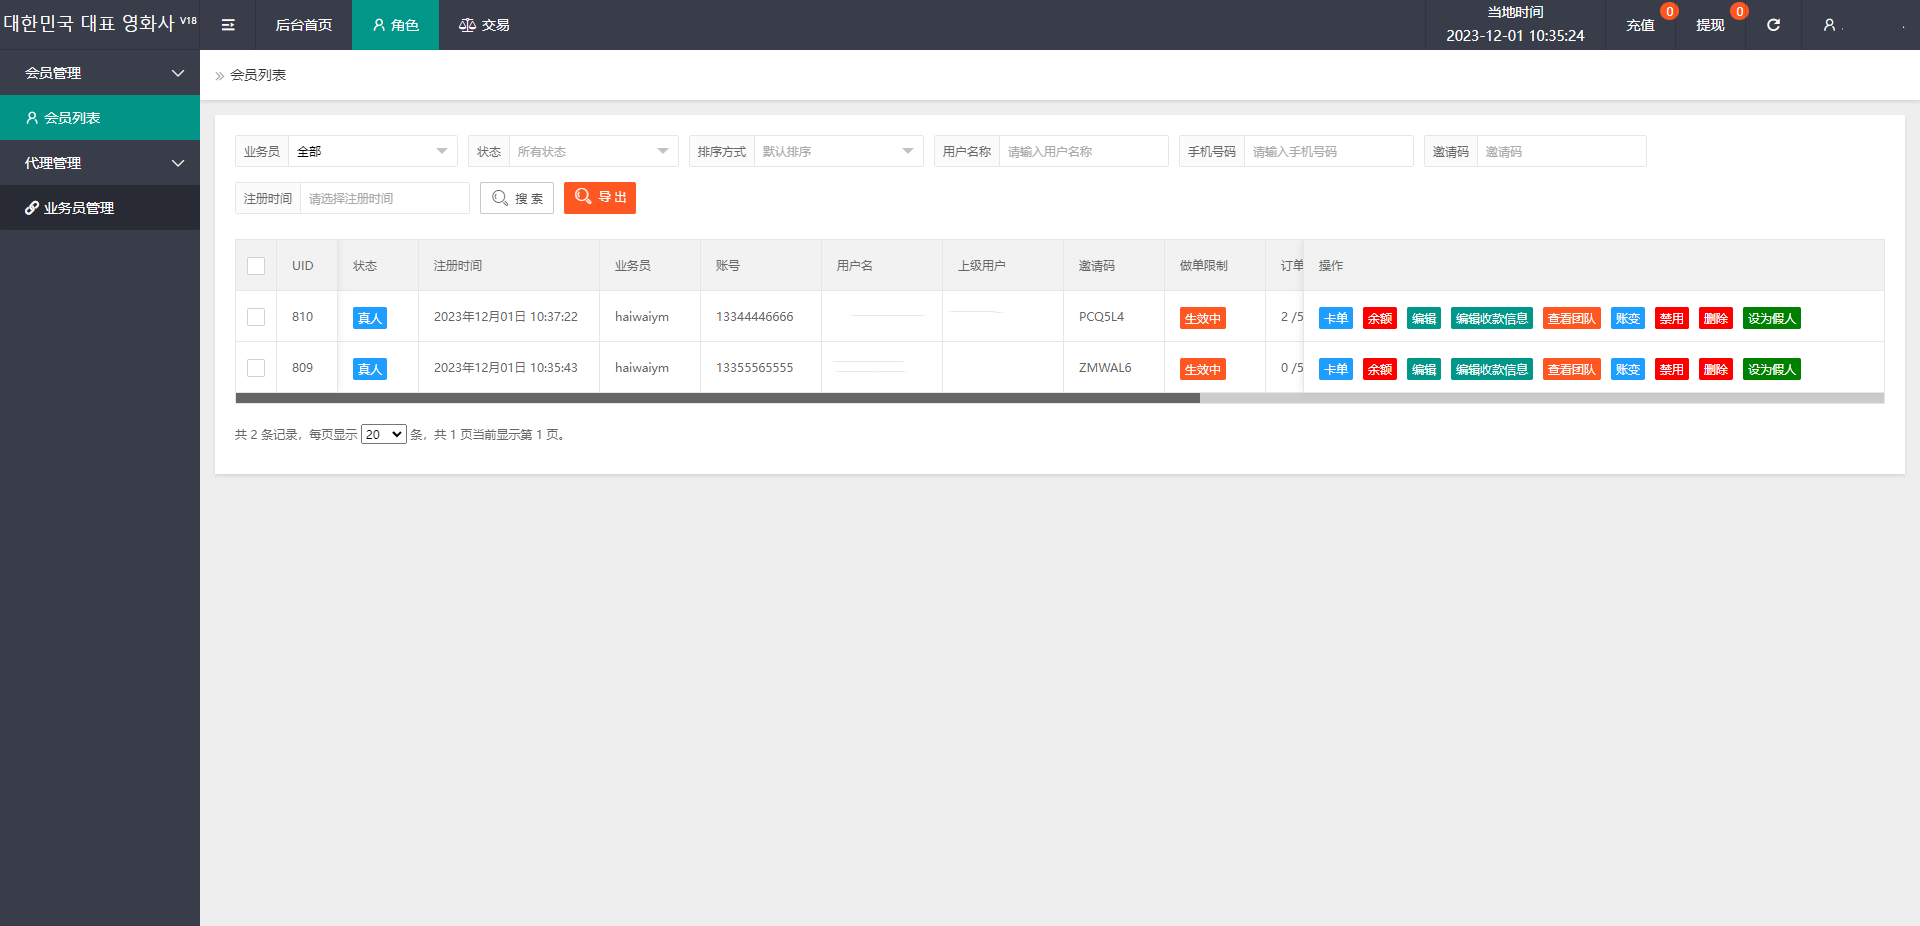 대한민국 대표 영화사 V18
后台首页
角色
交易
当地时间
2023-12-01 10:35:24
充值 0
提现 0
会员管理
会员列表
代理管理
业务员管理
» 会员列表
业务员 全部
状态 所有状态
排序方式 默认排序
用户名称 请输入用户名称
手机号码 请输入手机号码
邀请码 邀请码
注册时间 请选择注册时间
搜 索
导 出
UID 状态 注册时间 业务员 账号 用户名 上级用户 邀请码 做单限制 订单 操作
810 真人 2023年12月01日 10:37:22 haiwaiym 13344446666 PCQ5L4 生效中 2 /5 卡单 余额 编辑 编辑收款信息 查看团队 账变 禁用 删除 设为假人
809 真人 2023年12月01日 10:35:43 haiwaiym 13355565555 ZMWAL6 生效中 0 /5 卡单 余额 编辑 编辑收款信息 查看团队 账变 禁用 删除 设为假人
共 2 条记录，每页显示 20 条，共 1 页当前显示第 1 页。